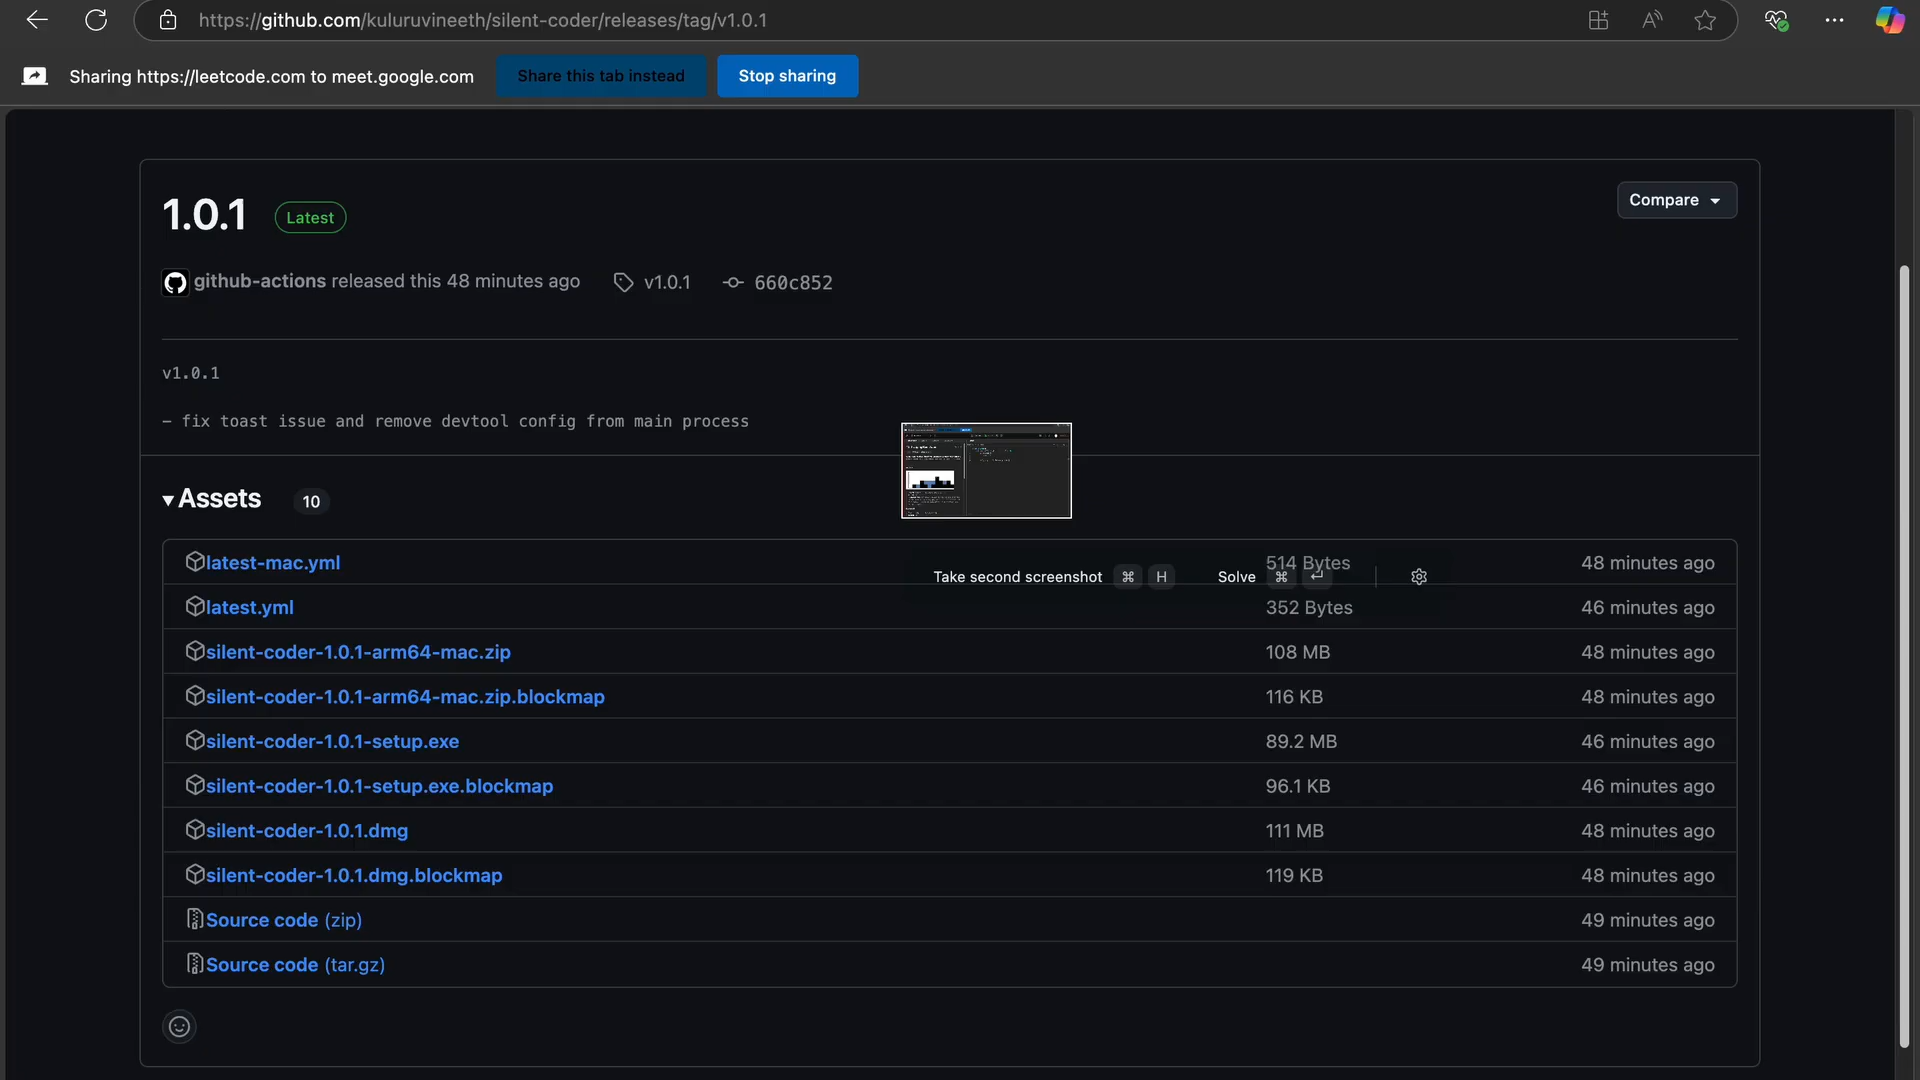 https://github.com/kuluruvineeth/silent-coder/releases/tag/v1.0.1
Sharing https://leetcode.com to meet.google.com
Share this tab instead
Stop sharing
1.0.1
Latest
Compare
github-actions released this 48 minutes ago
v1.0.1
660c852
v1.0.1
– fix toast issue and remove devtool config from main process
Assets
10
latest-mac.yml
514 Bytes
48 minutes ago
Take second screenshot ⌘ H
Solve ⌘ ↵
latest.yml
352 Bytes
46 minutes ago
silent-coder-1.0.1-arm64-mac.zip
108 MB
48 minutes ago
silent-coder-1.0.1-arm64-mac.zip.blockmap
116 KB
48 minutes ago
silent-coder-1.0.1-setup.exe
89.2 MB
46 minutes ago
silent-coder-1.0.1-setup.exe.blockmap
96.1 KB
46 minutes ago
silent-coder-1.0.1.dmg
111 MB
48 minutes ago
silent-coder-1.0.1.dmg.blockmap
119 KB
48 minutes ago
Source code (zip)
49 minutes ago
Source code (tar.gz)
49 minutes ago